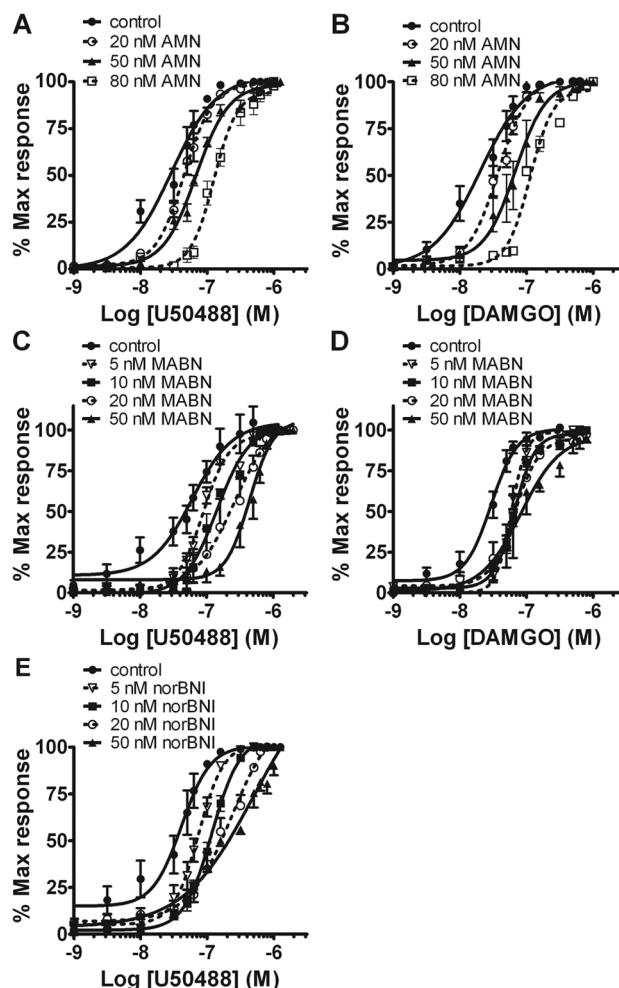 A
control
20 nM AMN
50 nM AMN
80 nM AMN
% Max response
100
75
50
25
0
-9 -8 -7 -6
Log [U50488] (M)
B
control
20 nM AMN
50 nM AMN
80 nM AMN
% Max response
100
75
50
25
0
-9 -8 -7 -6
Log [DAMGO] (M)
C
control
5 nM MABN
10 nM MABN
20 nM MABN
50 nM MABN
% Max response
100
75
50
25
0
-9 -8 -7 -6
Log [U50488] (M)
D
control
5 nM MABN
10 nM MABN
20 nM MABN
50 nM MABN
% Max response
100
75
50
25
0
-9 -8 -7 -6
Log [DAMGO] (M)
E
control
5 nM norBNI
10 nM norBNI
20 nM norBNI
50 nM norBNI
% Max response
100
75
50
25
0
-9 -8 -7 -6
Log [U50488] (M)